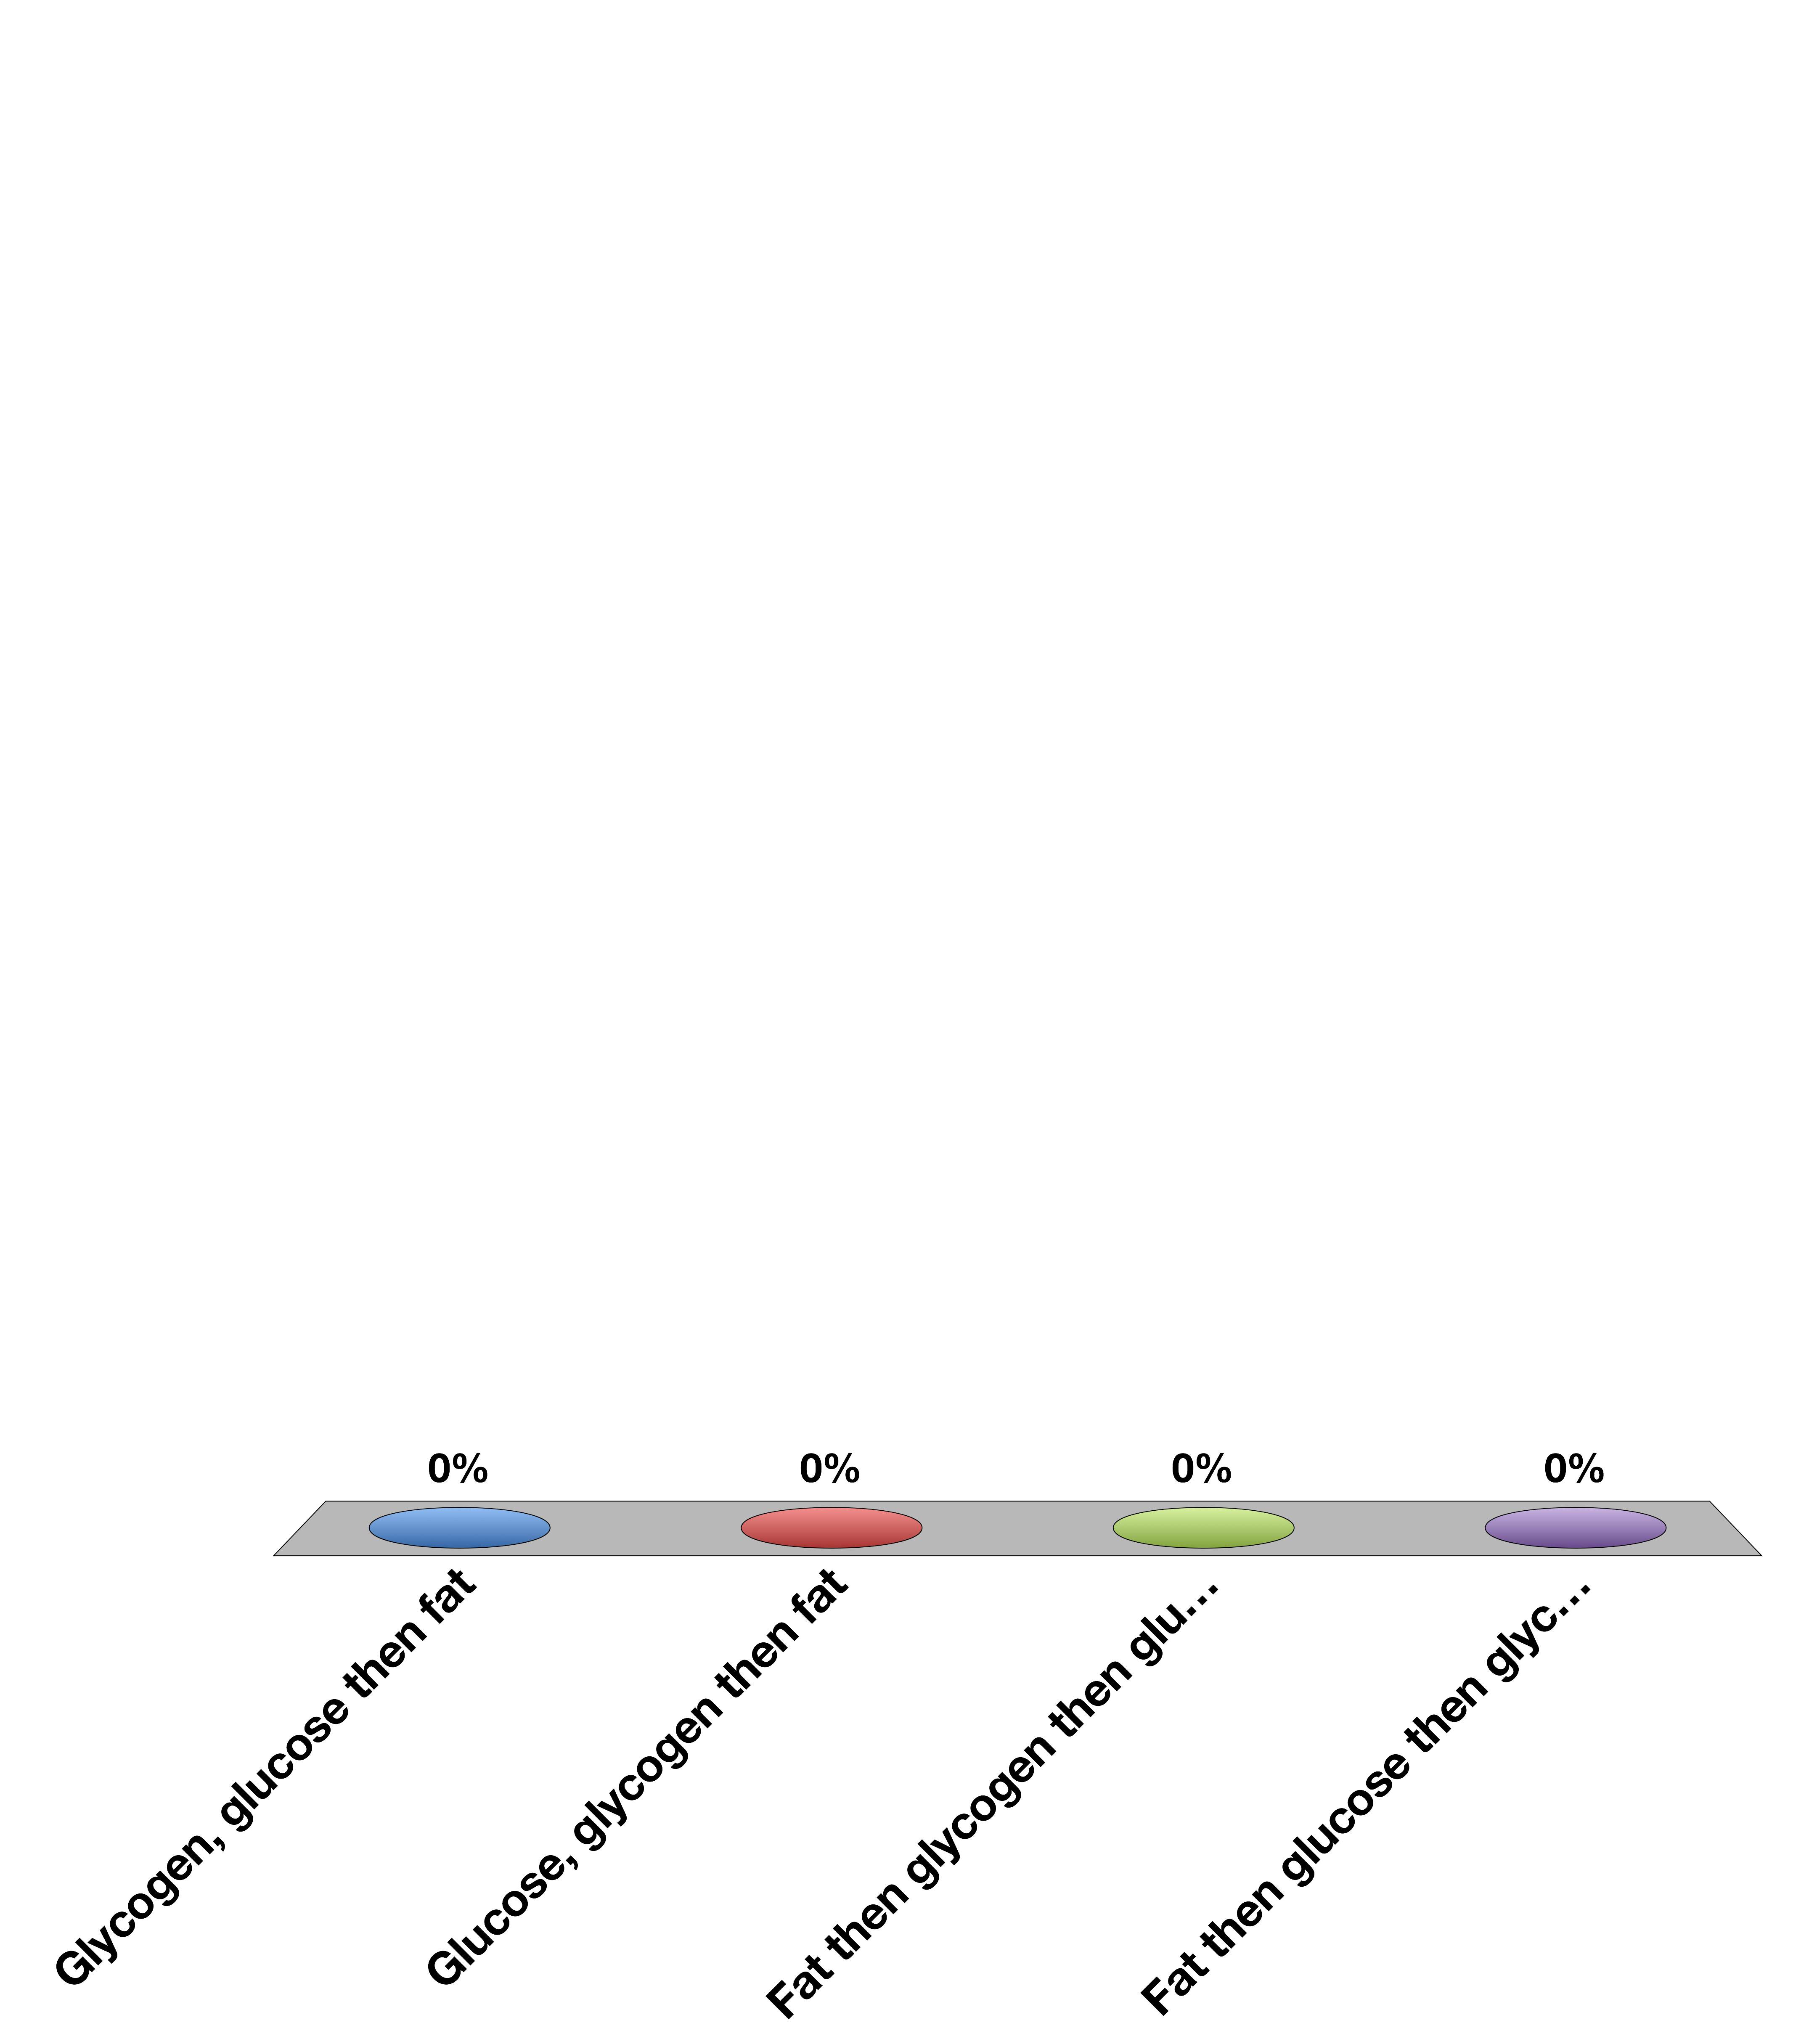 0%
0%
0%
0%
Glycogen, glucose then fat
Glucose, glycogen then fat
Fat then glycogen then glu...
Fat then glucose then glyc...